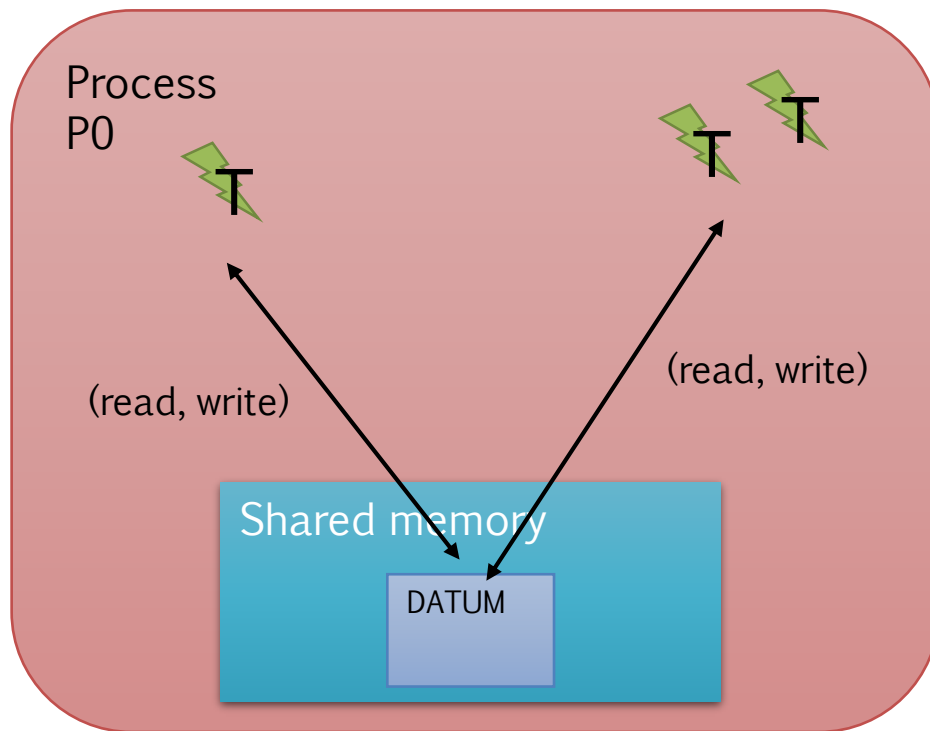 Process
P0
T
T
T
(read, write)
(read, write)
Shared memory
DATUM